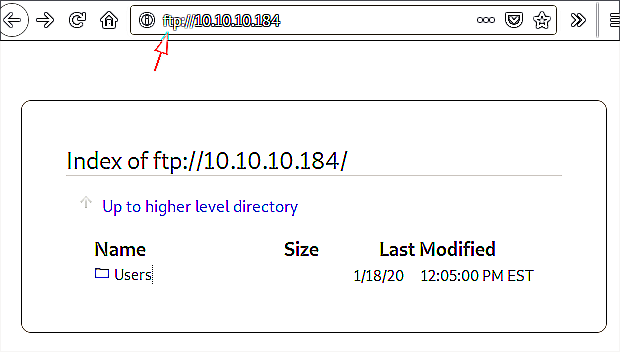 ftp://10.10.10.184
Index of ftp://10.10.10.184/
Up to higher level directory
Name Size Last Modified
Users 1/18/20 12:05:00 PM EST